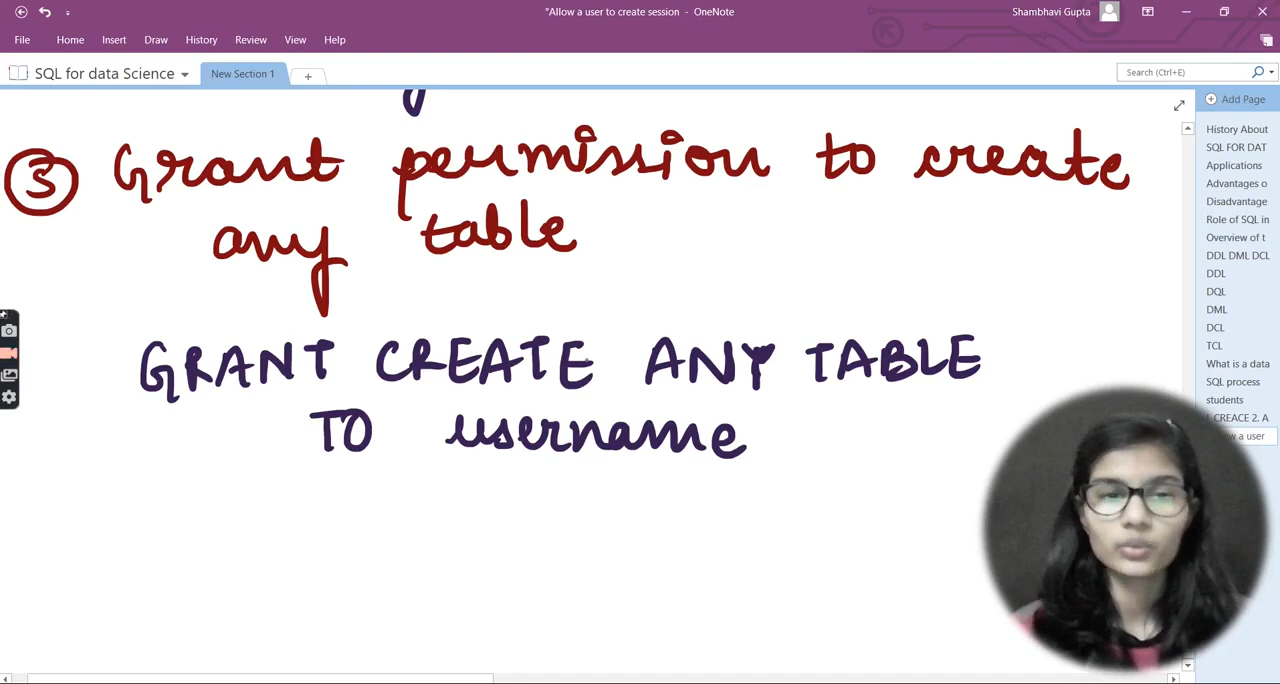 *Allow a user to create session - OneNote
Shambhavi Gupta
File Home Insert Draw History Review View Help
SQL for data Science
New Section 1
Search (Ctrl+E)
Add Page
History About
SQL FOR DAT
Applications
Advantages o
Disadvantage
Role of SQL in
Overview of t
DDL DML DCL
DDL
DQL
DML
DCL
TCL
What is a data
SQL process
students
CREACE 2. A
w a user
3 Grant permission to create
any table
GRANT CREATE ANY TABLE
TO username